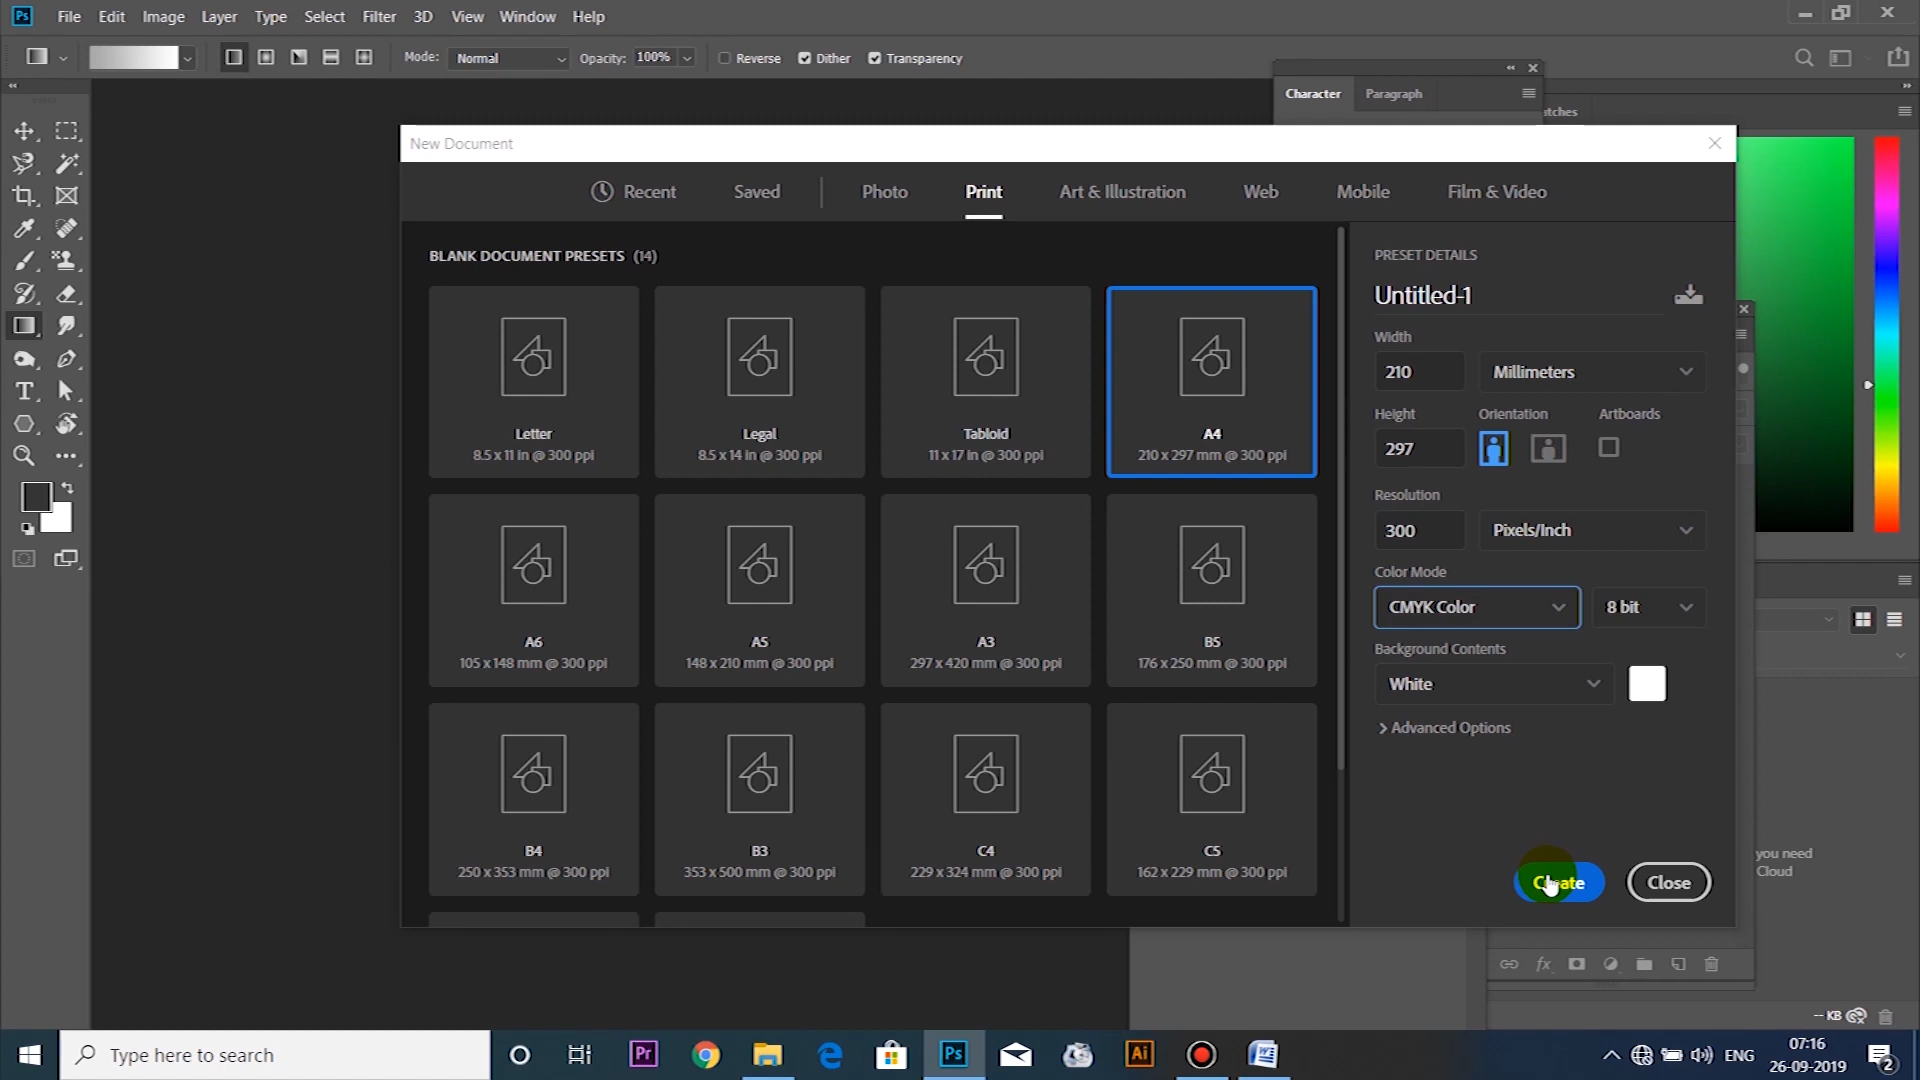 Ps File Edit Image Layer Type Select Filter 3D View Window Help
Mode: Normal Opacity: 100% Reverse Dither Transparency
Character Paragraph
atches
New Document
Recent Saved Photo Print Art & Illustration Web Mobile Film & Video
BLANK DOCUMENT PRESETS (14)
Letter
8.5 x 11 in @ 300 ppi
Legal
8.5 x 14 in @ 300 ppi
Tabloid
11 x 17 in @ 300 ppi
A4
210 x 297 mm @ 300 ppi
A6
105 x 148 mm @ 300 ppi
A5
148 x 210 mm @ 300 ppi
A3
297 x 420 mm @ 300 ppi
B5
176 x 250 mm @ 300 ppi
B4
250 x 353 mm @ 300 ppi
B3
353 x 500 mm @ 300 ppi
C4
229 x 324 mm @ 300 ppi
C5
162 x 229 mm @ 300 ppi
PRESET DETAILS
Untitled-1
Width
210 Millimeters
Height Orientation Artboards
297
Resolution
300 Pixels/Inch
Color Mode
CMYK Color 8 bit
Background Contents
White
Advanced Options
Create Close
you need
Cloud
fx
-- KB
Type here to search
Pr Ps Ai
ENG
07:16
26-09-2019
2